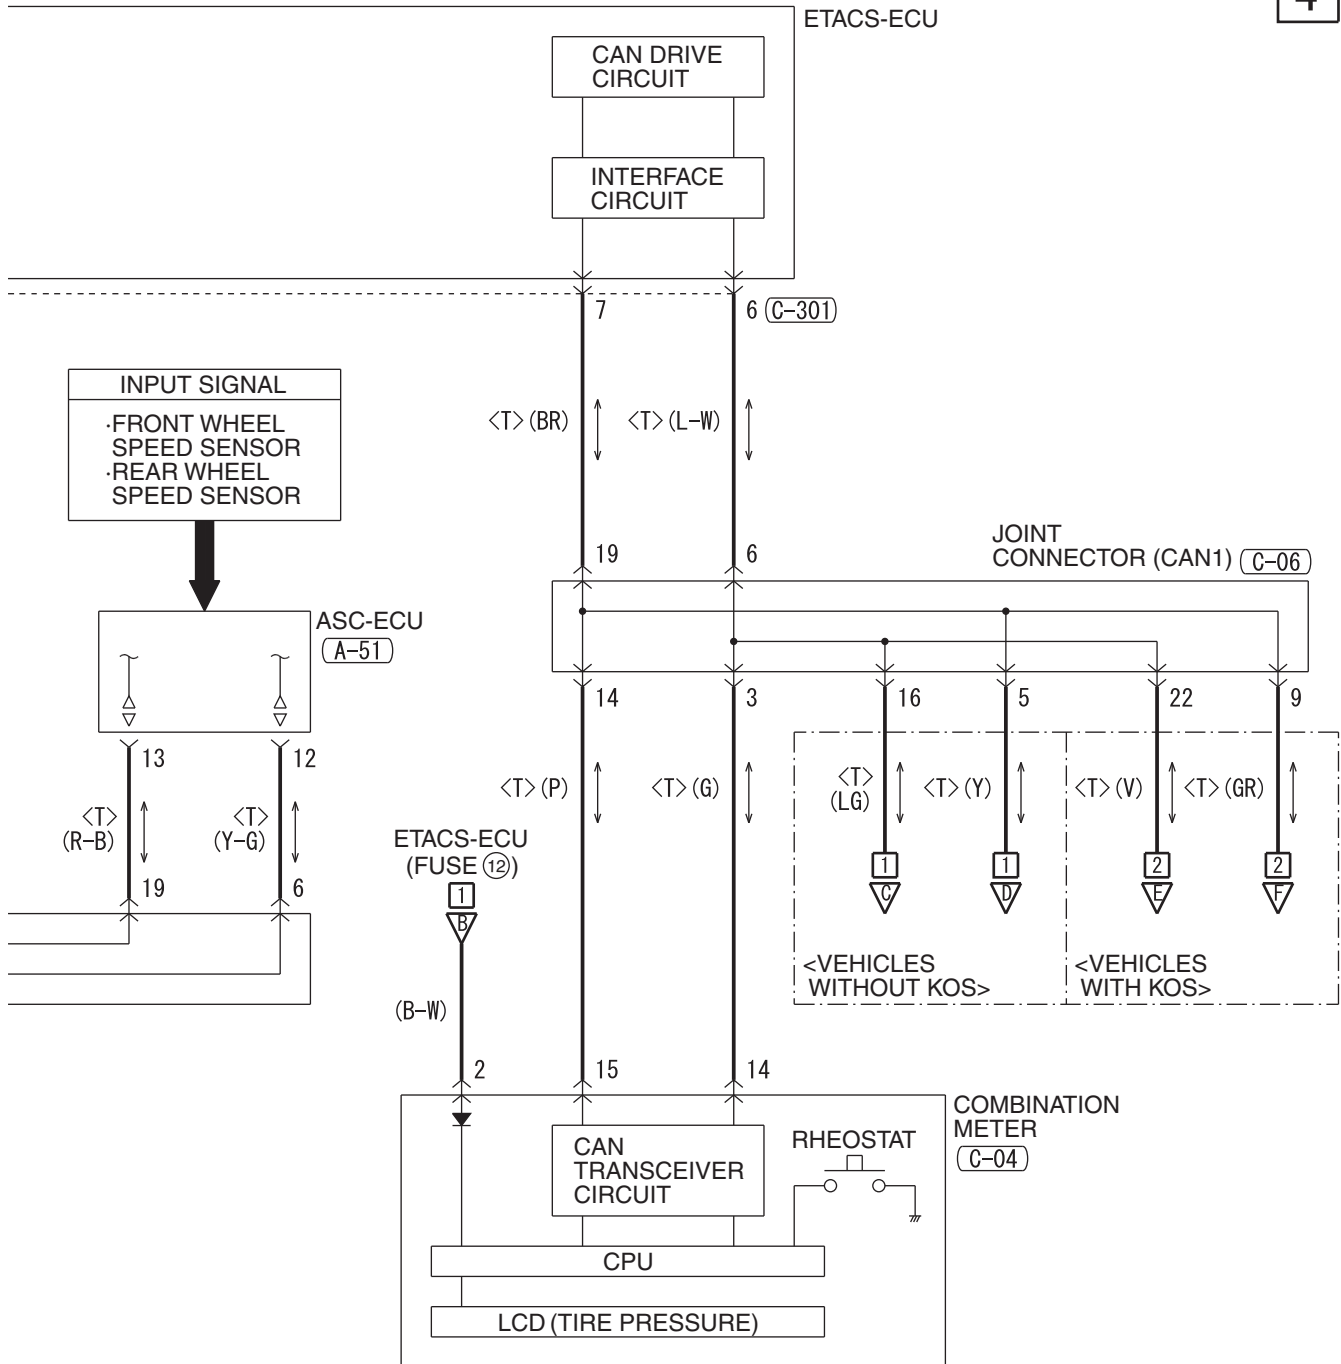 4
ETACS-ECU
CAN DRIVE
CIRCUIT
INTERFACE
CIRCUIT
7
6 C-301
INPUT SIGNAL
·FRONT WHEEL
SPEED SENSOR
·REAR WHEEL
SPEED SENSOR
<T>(BR)
<T>(L-W)
19
6
JOINT
CONNECTOR (CAN1) C-06
ASC-ECU
A-51
14
3
16
5
22
9
13
12
<T>
(R-B)
<T>
(Y-G)
19
6
<T>(P)
<T>(G)
<T>
(LG)
<T>(Y)
<T>(V)
<T>(GR)
ETACS-ECU
(FUSE 12)
1
B
1
C
1
D
2
E
2
F
<VEHICLES
WITHOUT KOS>
<VEHICLES
WITH KOS>
(B-W)
2
15
14
COMBINATION
METER
C-04
CAN
TRANSCEIVER
CIRCUIT
RHEOSTAT
CPU
LCD (TIRE PRESSURE)